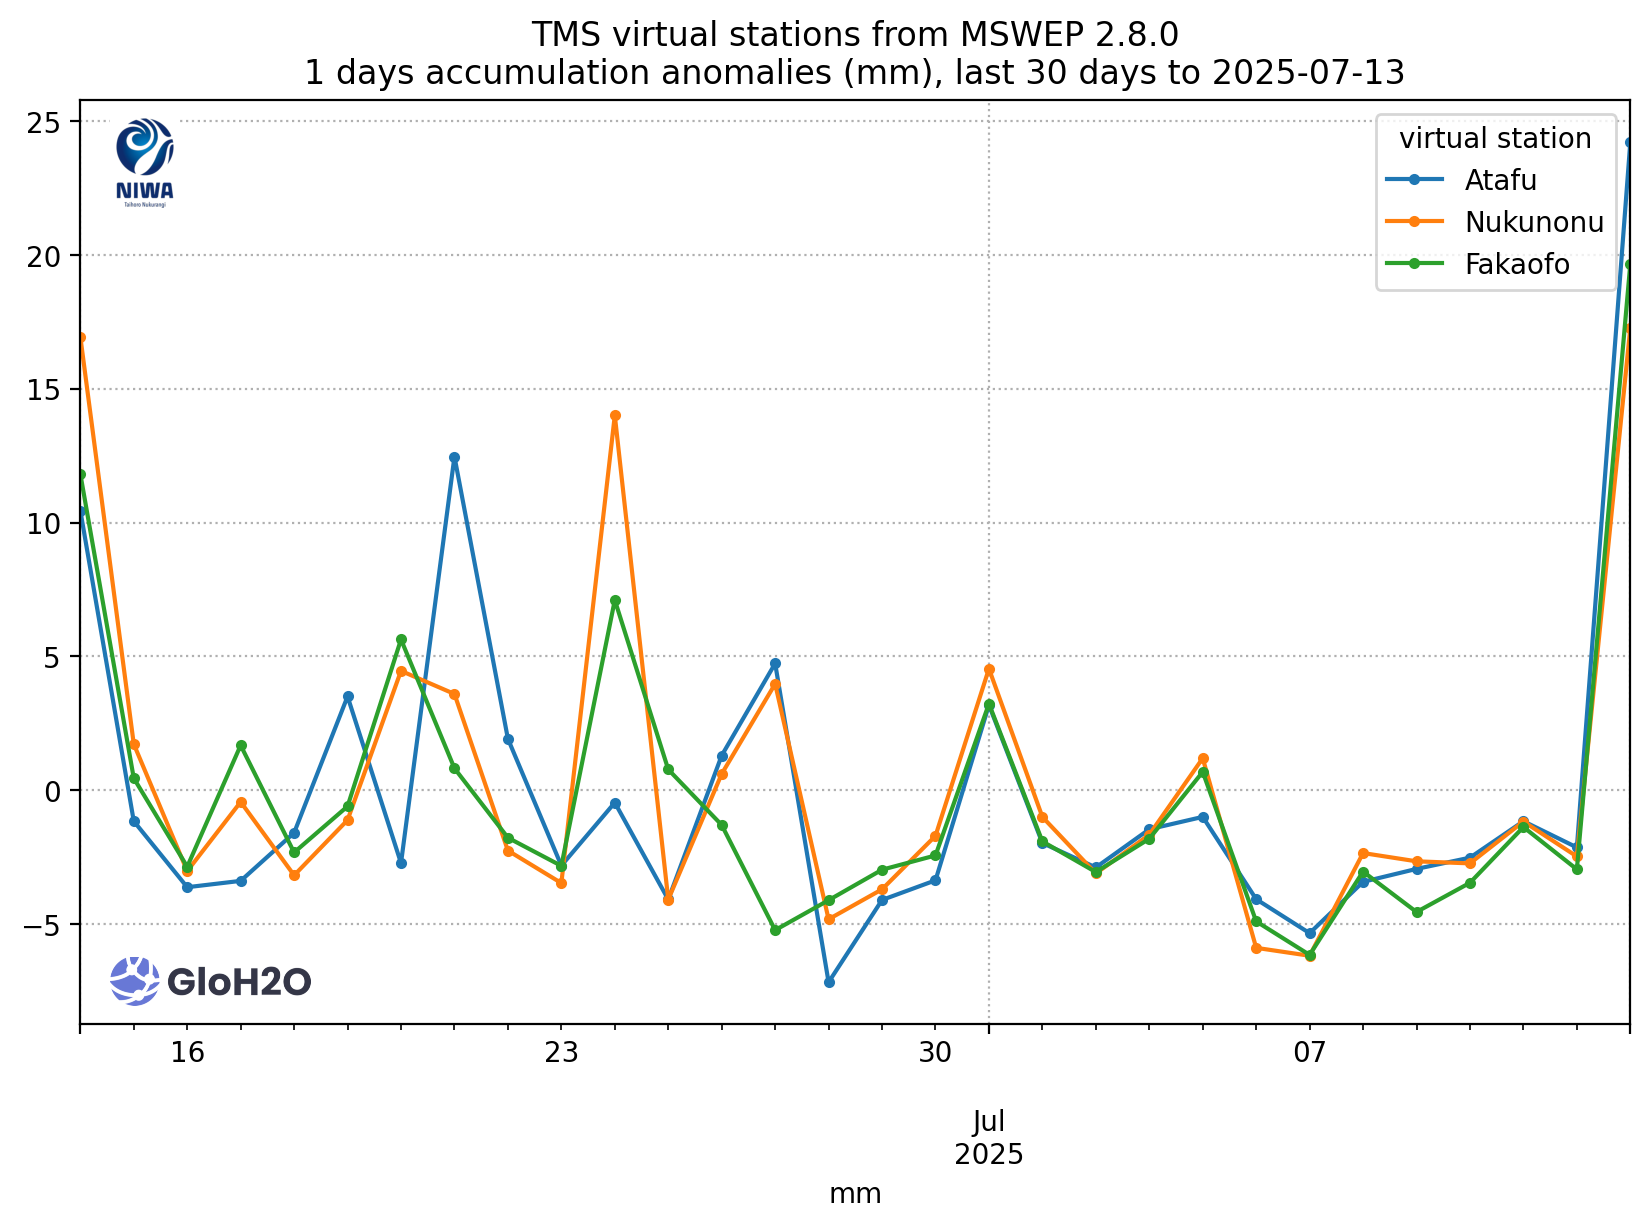 TMS virtual stations from MSWEP 2.8.0
1 days accumulation anomalies (mm), last 30 days to 2025-07-13
25
20
15
10
5
0
−5
NIWA
Taihoro Nukurangi
virtual station
Atafu
Nukunonu
Fakaofo
GloH2O
16
23
30
07
Jul
2025
mm